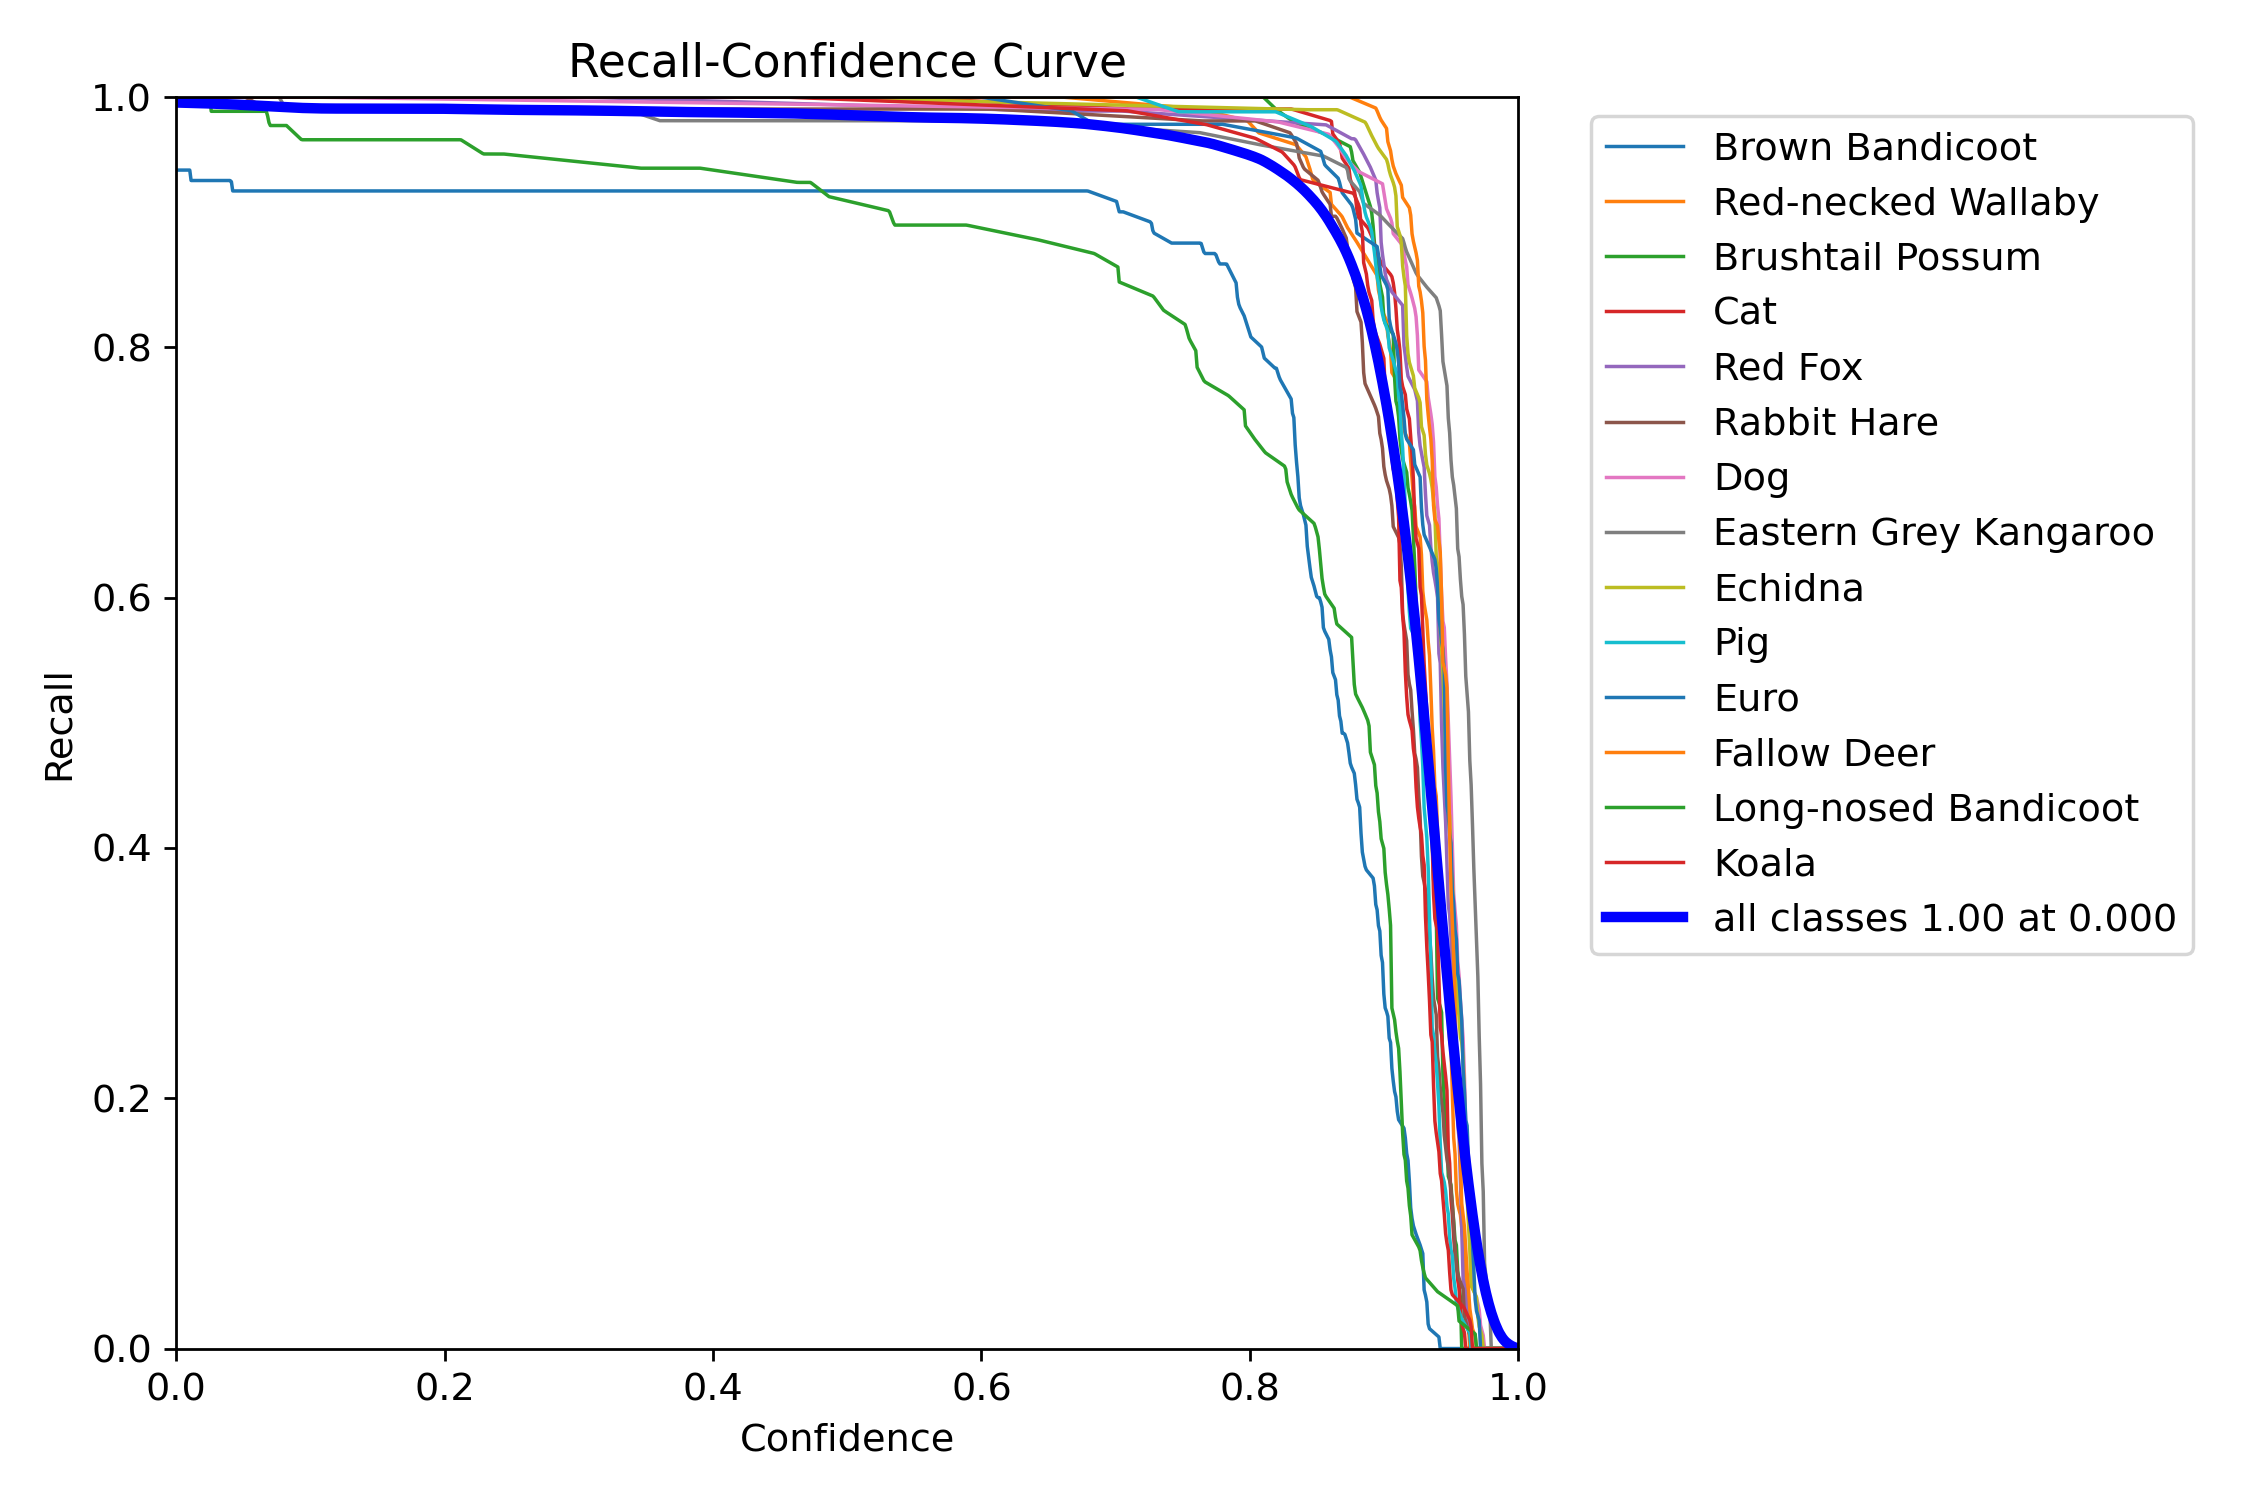 Recall-Confidence Curve
1.0
0.8
0.6
0.4
0.2
0.0
Recall
0.0 0.2 0.4 0.6 0.8 1.0
Confidence
Brown Bandicoot
Red-necked Wallaby
Brushtail Possum
Cat
Red Fox
Rabbit Hare
Dog
Eastern Grey Kangaroo
Echidna
Pig
Euro
Fallow Deer
Long-nosed Bandicoot
Koala
all classes 1.00 at 0.000